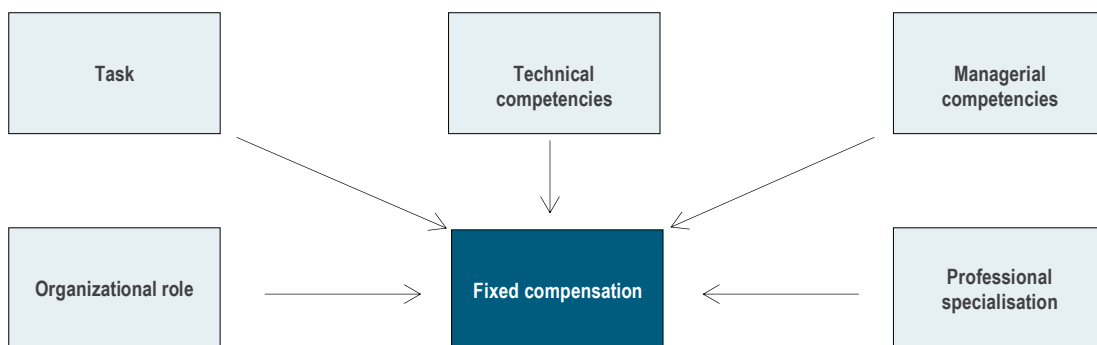 Task
Technical
competencies
Managerial
competencies
Organizational role
Fixed compensation
Professional
specialisation